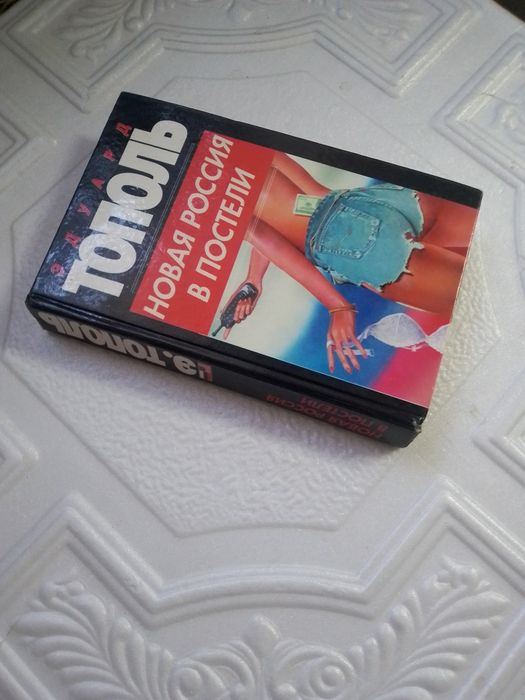 ЭДУАРД
ТОПОЛЬ
НОВАЯ РОССИЯ
В ПОСТЕЛИ
Э. ТОПОЛЬ
НОВАЯ РОССИЯ
В ПОСТЕЛИ